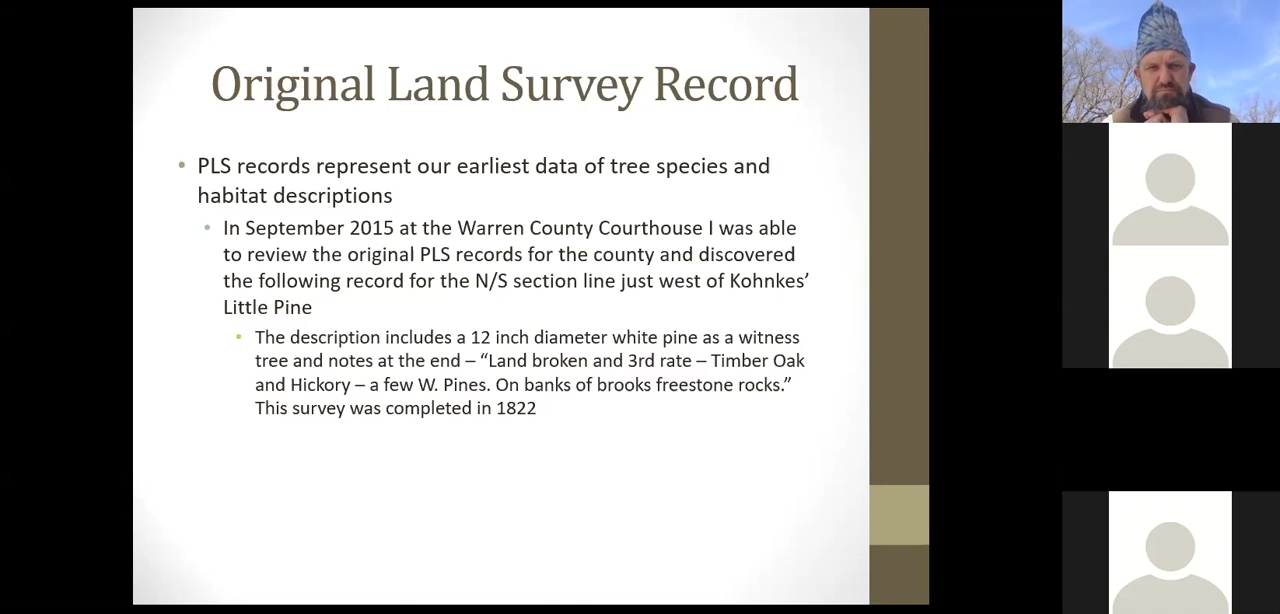 Original Land Survey Record
• PLS records represent our earliest data of tree species and
habitat descriptions
• In September 2015 at the Warren County Courthouse I was able
to review the original PLS records for the county and discovered
the following record for the N/S section line just west of Kohnkes’
Little Pine
• The description includes a 12 inch diameter white pine as a witness
tree and notes at the end – “Land broken and 3rd rate – Timber Oak
and Hickory – a few W. Pines. On banks of brooks freestone rocks.”
This survey was completed in 1822